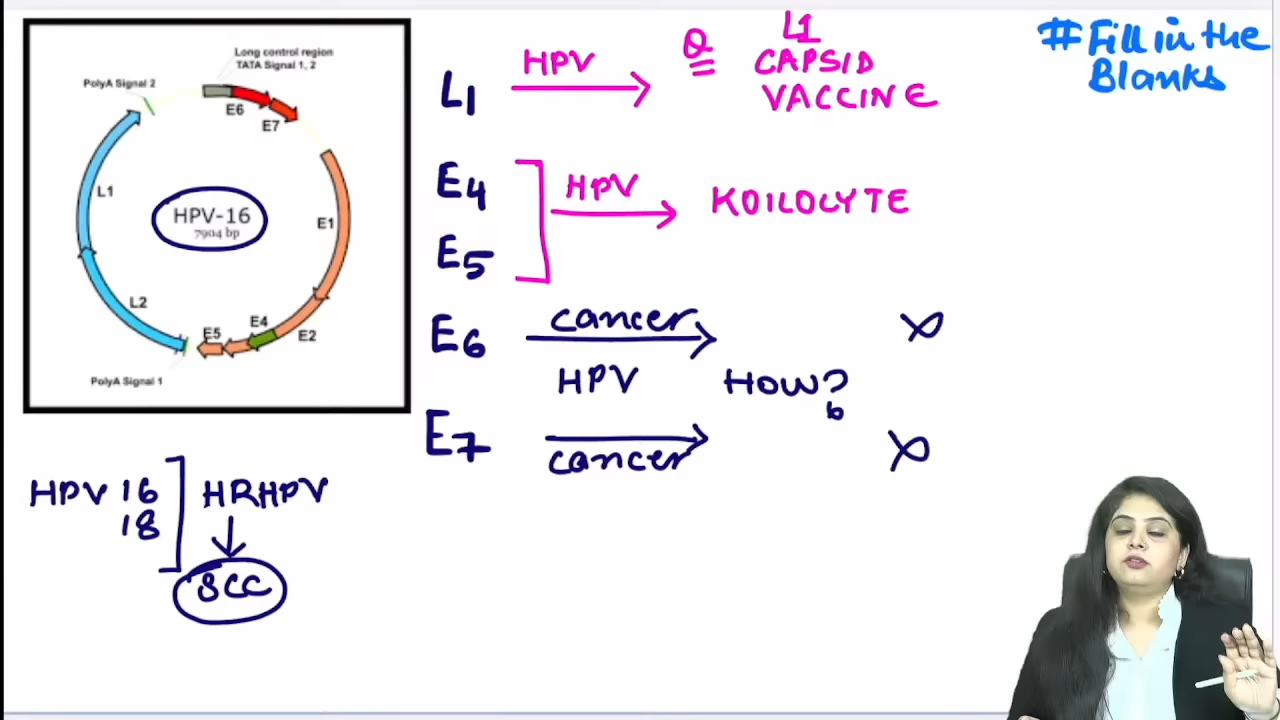 Long control region
TATA Signal 1, 2
PolyA Signal 2
E6
E7
L1
HPV-16
7904 bp
E1
L2
E5
E4
E2
PolyA Signal 1
HPV 16
18
HRHPV
SCC
L1 HPV Q L1
CAPSID
VACCINE
E4
E5
HPV KOILOLYTE
E6 cancer
HPV HOW?
E7
cancer
#Fill in the
Blanks